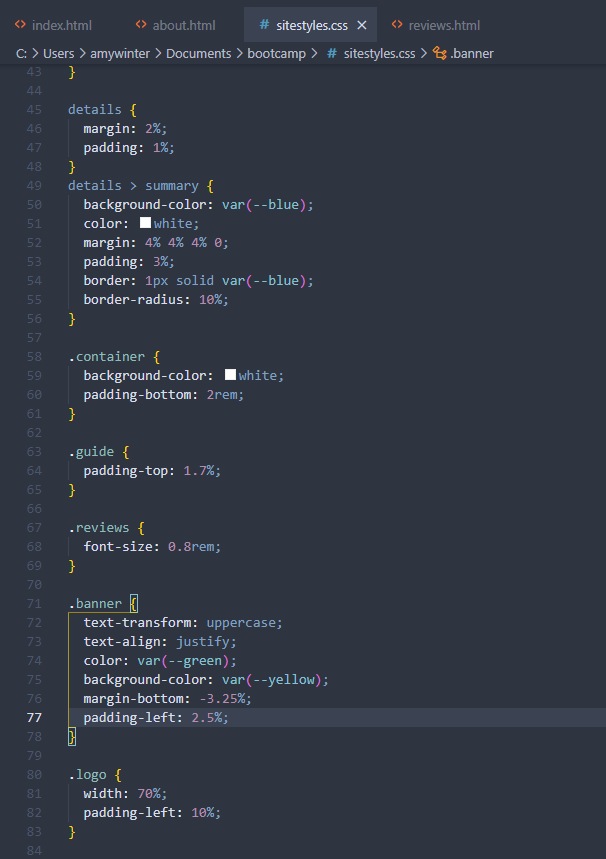 index.html about.html sitestyles.css reviews.html
C: > Users > amywinter > Documents > bootcamp > sitestyles.css > .banner
43 }
44
45 details {
46 margin: 2%;
47 padding: 1%;
48 }
49 details > summary {
50 background-color: var(--blue);
51 color: white;
52 margin: 4% 4% 4% 0;
53 padding: 3%;
54 border: 1px solid var(--blue);
55 border-radius: 10%;
56 }
57
58 .container {
59 background-color: white;
60 padding-bottom: 2rem;
61 }
62
63 .guide {
64 padding-top: 1.7%;
65 }
66
67 .reviews {
68 font-size: 0.8rem;
69 }
70
71 .banner {
72 text-transform: uppercase;
73 text-align: justify;
74 color: var(--green);
75 background-color: var(--yellow);
76 margin-bottom: -3.25%;
77 padding-left: 2.5%;
78 }
79
80 .logo {
81 width: 70%;
82 padding-left: 10%;
83 }
84